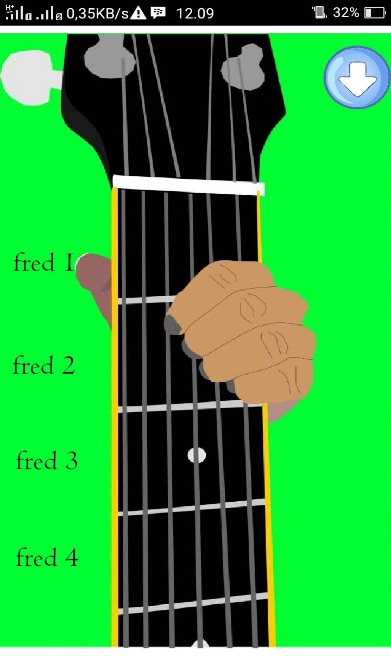 H+ 0,35KB/s 12.09 32%
fred 1
fred 2
fred 3
fred 4